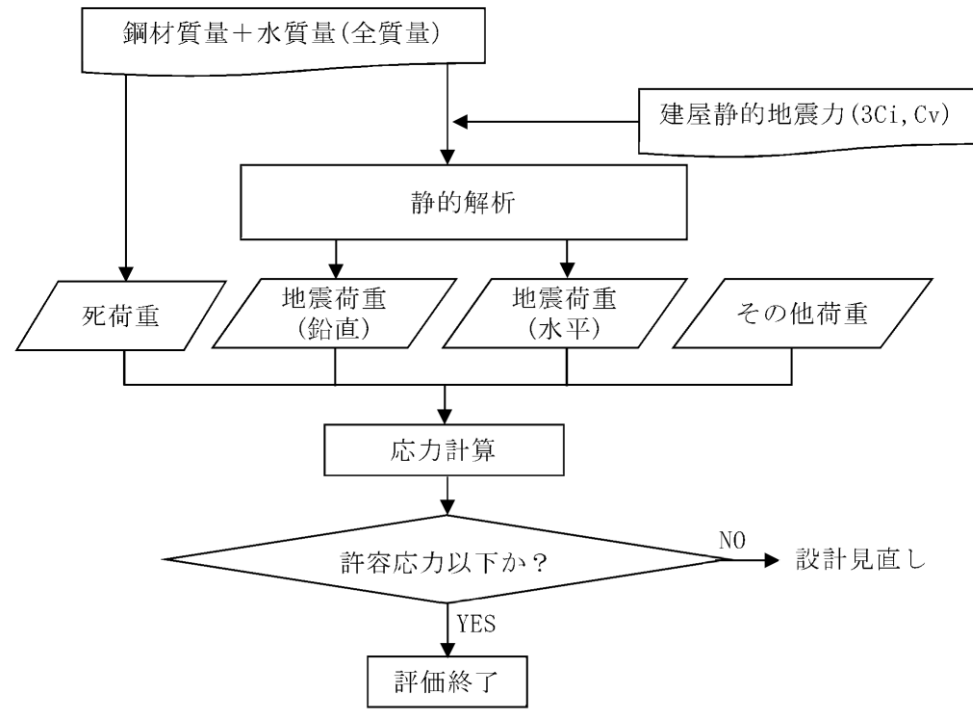 鋼材質量＋水質量(全質量)
建屋静的地震力(3Ci,Cv)
静的解析
死荷重
地震荷重
(鉛直)
地震荷重
(水平)
その他荷重
応力計算
許容応力以下か？
NO
設計見直し
YES
評価終了